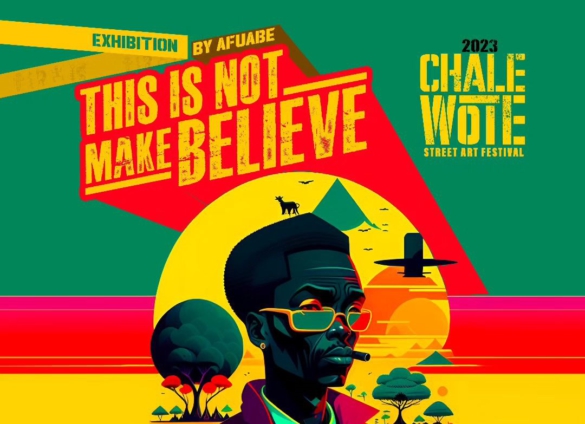 EXHIBITION BY AFUABE
THIS IS NOT
MAKE BELIEVE
2023
CHALE
WOTE
STREET ART FESTIVAL